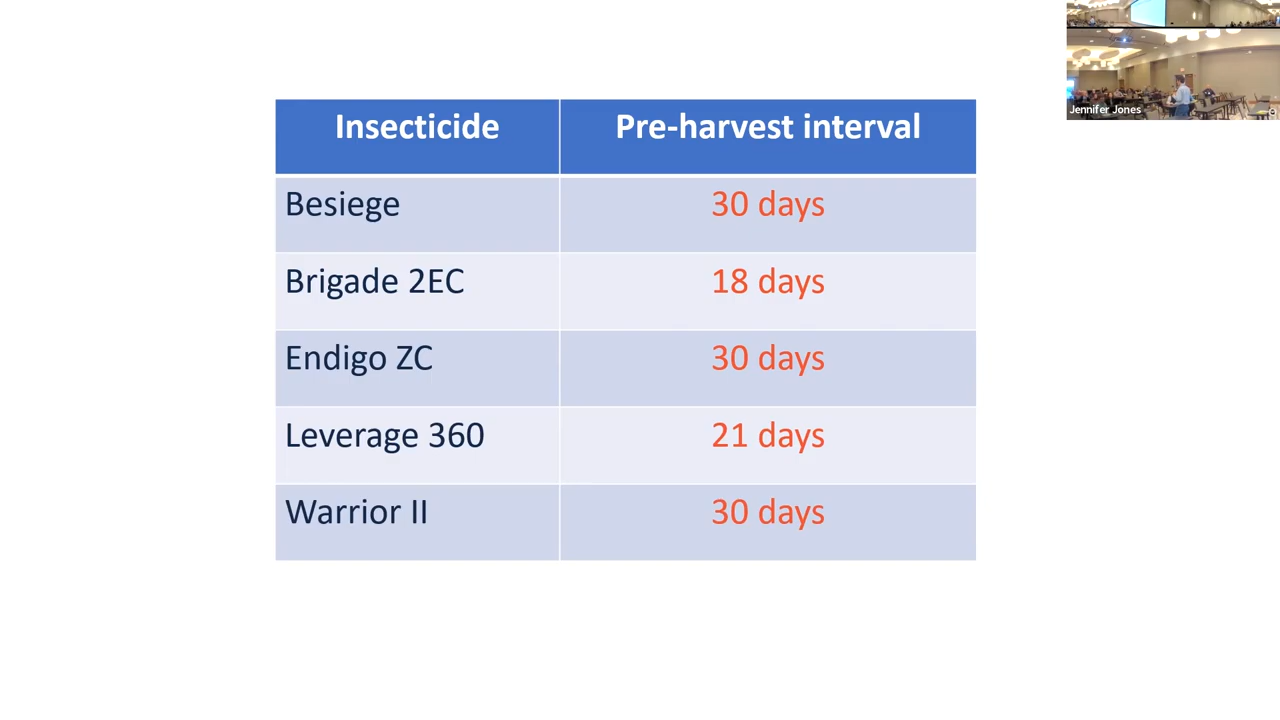 Jennifer Jones
Insecticide Pre-harvest interval
Besiege 30 days
Brigade 2EC 18 days
Endigo ZC 30 days
Leverage 360 21 days
Warrior II 30 days